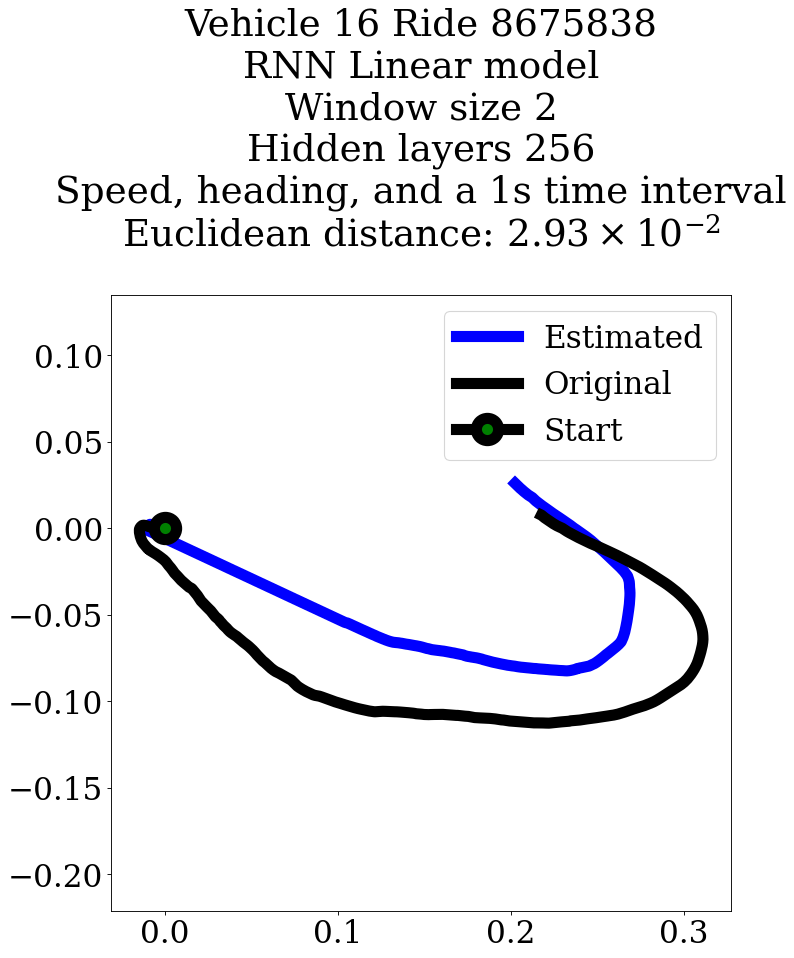 Vehicle 16 Ride 8675838
RNN Linear model
Window size 2
Hidden layers 256
Speed, heading, and a 1s time interval
Euclidean distance: 2.93 × 10⁻²
Estimated
Original
Start
0.10
0.05
0.00
−0.05
−0.10
−0.15
−0.20
0.0 0.1 0.2 0.3